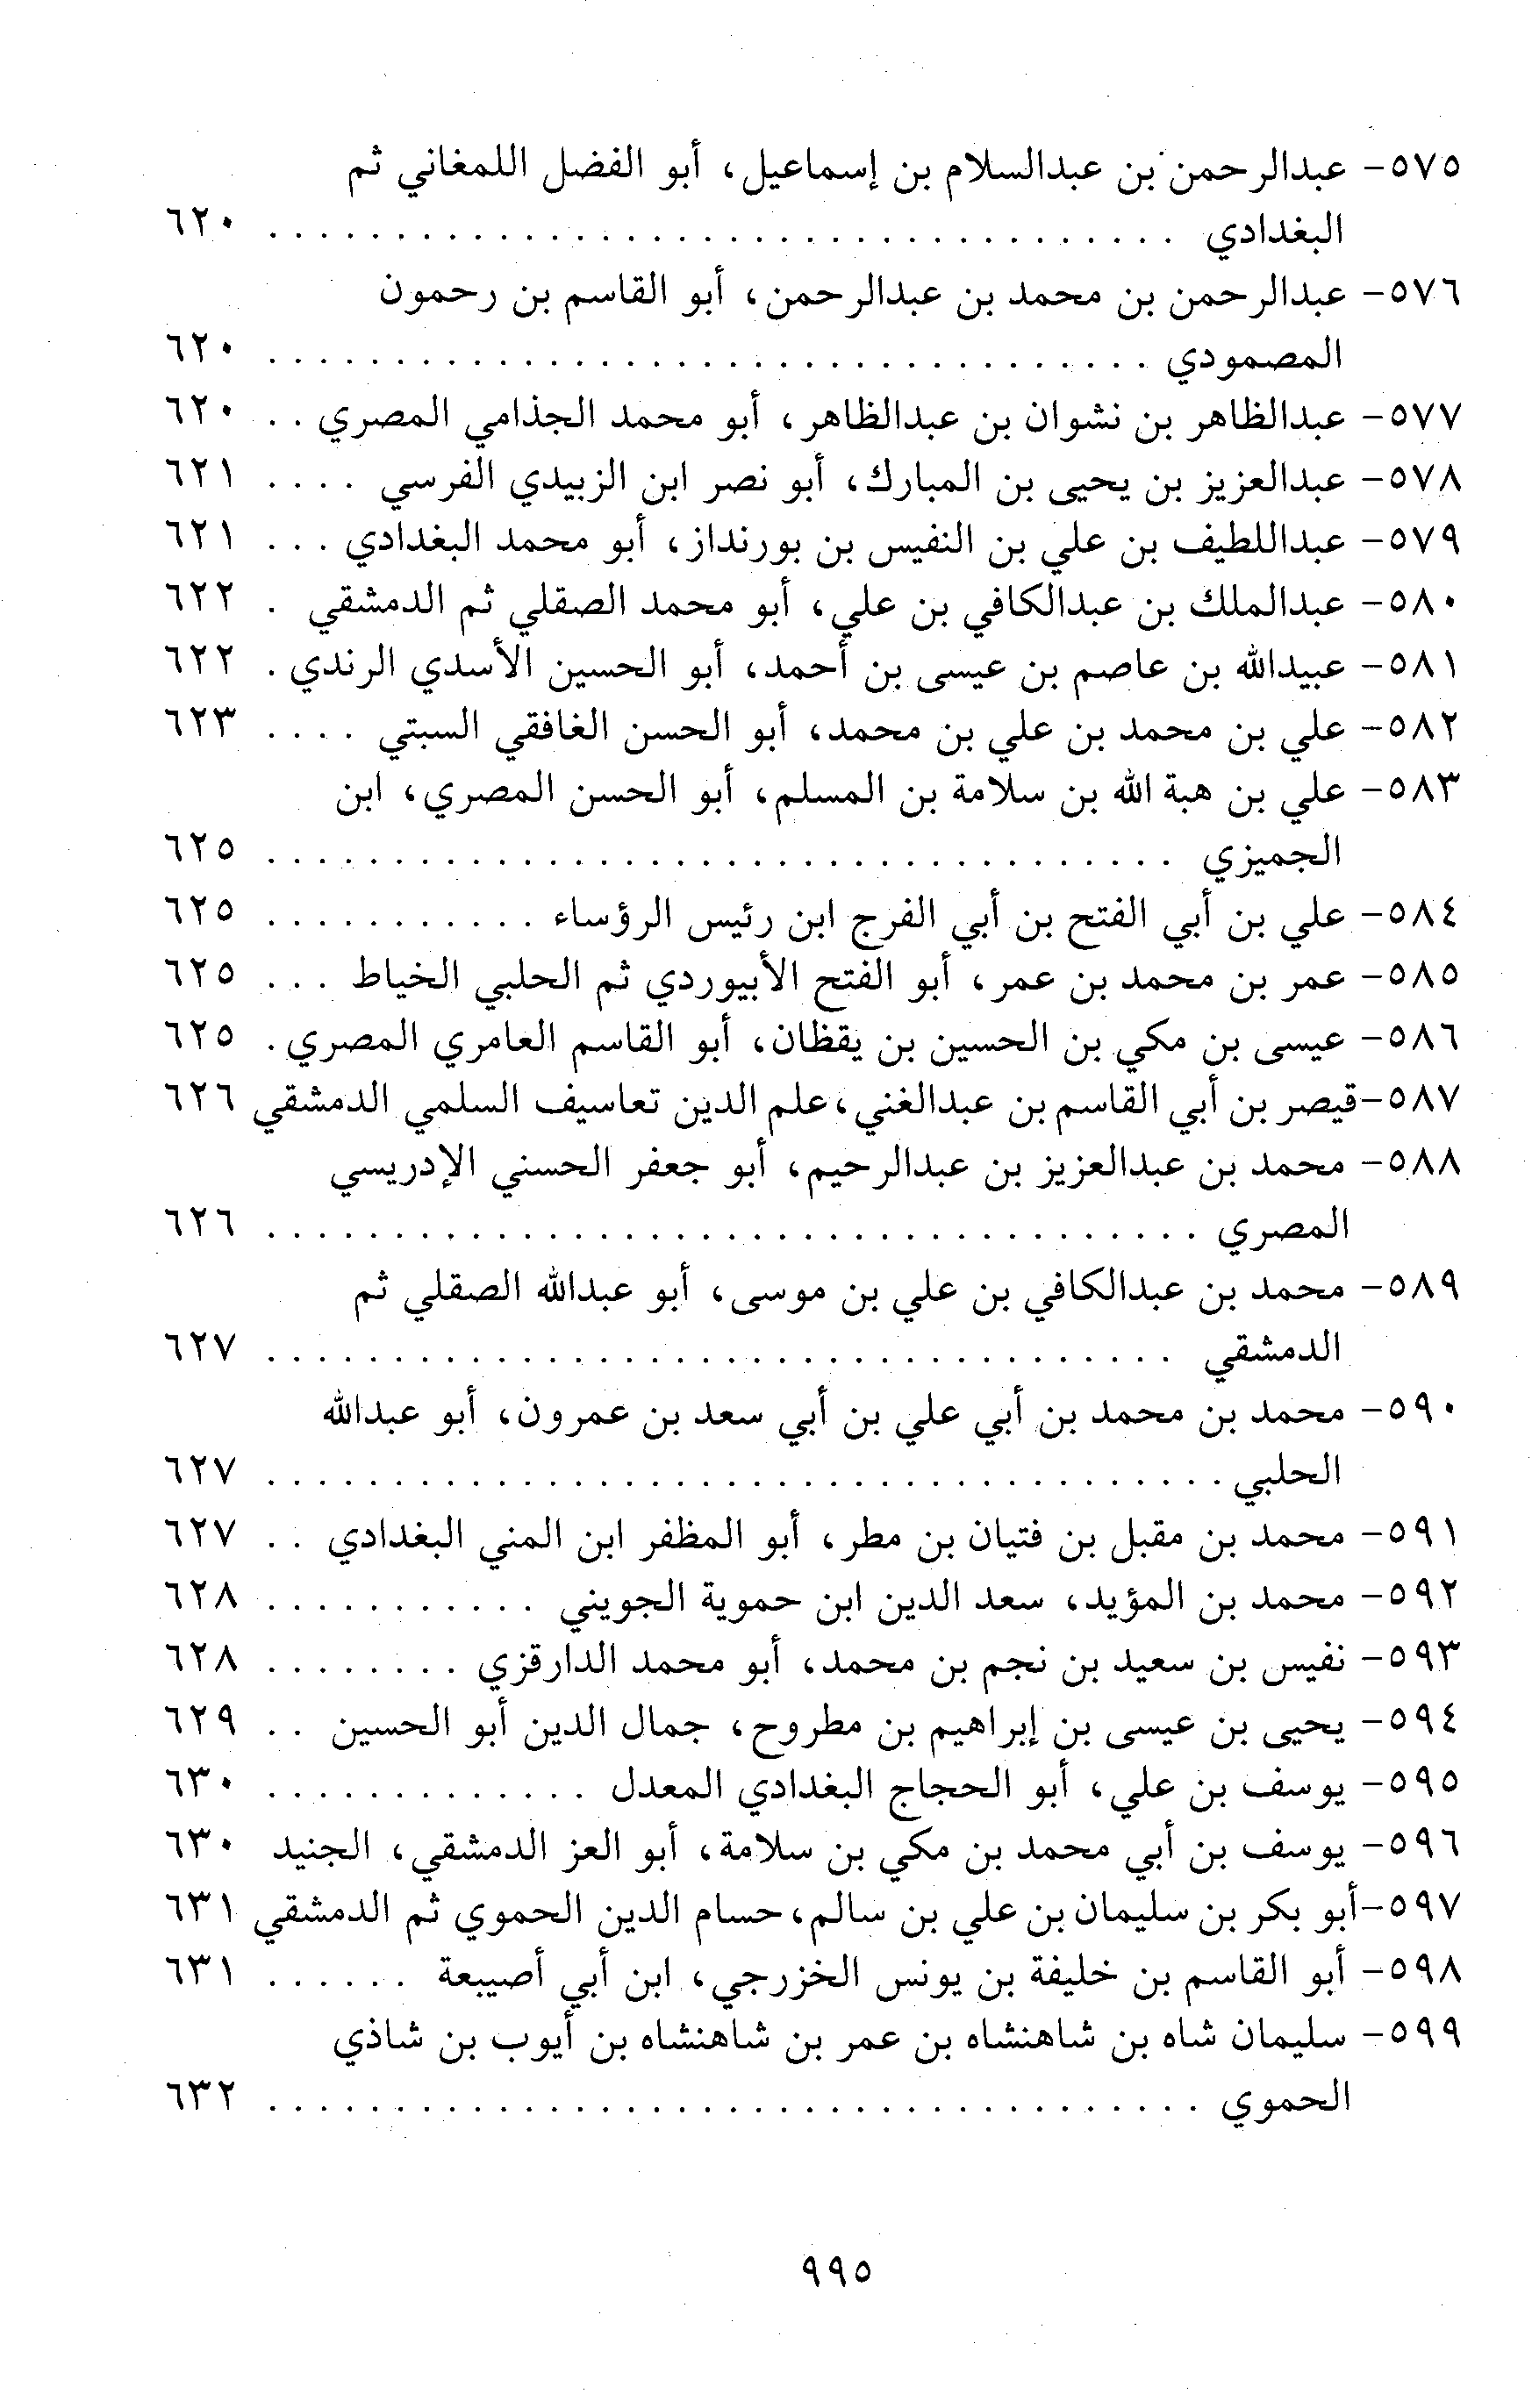 ٥٧٥- عبدالرحمن بن عبدالسلام بن إسماعيل، أبو الفضل اللمغاني ثم
البغدادي . . . . . . . . . . . . . . . . . . . . . . . . . . . . . . . . . . . . ٦٢٠
٥٧٦- عبدالرحمن بن محمد بن عبدالرحمن، أبو القاسم بن رحمون
المصمودي . . . . . . . . . . . . . . . . . . . . . . . . . . . . . . . . . . . ٦٢٠
٥٧٧- عبدالظاهر بن نشوان بن عبدالظاهر، أبو محمد الجذامي المصري . . ٦٢٠
٥٧٨- عبدالعزيز بن يحيى بن المبارك، أبو نصر ابن الزبيدي الفرسي . . . . ٦٢١
٥٧٩- عبداللطيف بن علي بن النفيس بن بورنداز، أبو محمد البغدادي . . . ٦٢١
٥٨٠- عبدالملك بن عبدالكافي بن علي، أبو محمد الصقلي ثم الدمشقي . ٦٢٢
٥٨١- عبيدالله بن عاصم بن عيسى بن أحمد، أبو الحسين الأسدي الرندي . ٦٢٢
٥٨٢- علي بن محمد بن علي بن محمد، أبو الحسن الغافقي السبتي . . . . ٦٢٣
٥٨٣- علي بن هبة الله بن سلامة بن المسلم، أبو الحسن المصري، ابن
الجميزي . . . . . . . . . . . . . . . . . . . . . . . . . . . . . . . . . . . . ٦٢٥
٥٨٤- علي بن أبي الفتح بن أبي الفرج ابن رئيس الرؤساء . . . . . . . . . . . ٦٢٥
٥٨٥- عمر بن محمد بن عمر، أبو الفتح الأبيوردي ثم الحلبي الخياط . . . ٦٢٥
٥٨٦- عيسى بن مكي بن الحسين بن يقظان، أبو القاسم العامري المصري . ٦٢٥
٥٨٧- قيصر بن أبي القاسم بن عبدالغني، علم الدين تعاسيف السلمي الدمشقي ٦٢٦
٥٨٨- محمد بن عبدالعزيز بن عبدالرحيم، أبو جعفر الحسني الإدريسي
المصري . . . . . . . . . . . . . . . . . . . . . . . . . . . . . . . . . . . . . ٦٢٦
٥٨٩- محمد بن عبدالكافي بن علي بن موسى، أبو عبدالله الصقلي ثم
الدمشقي . . . . . . . . . . . . . . . . . . . . . . . . . . . . . . . . . . . . ٦٢٧
٥٩٠- محمد بن محمد بن أبي علي بن أبي سعد بن عمرون، أبو عبدالله
الحلبي . . . . . . . . . . . . . . . . . . . . . . . . . . . . . . . . . . . . . . ٦٢٧
٥٩١- محمد بن مقبل بن فتيان بن مطر، أبو المظفر ابن المني البغدادي . . ٦٢٧
٥٩٢- محمد بن المؤيد، سعد الدين ابن حموية الجويني . . . . . . . . . . . ٦٢٨
٥٩٣- نفيس بن سعيد بن نجم بن محمد، أبو محمد الدارقزي . . . . . . . . ٦٢٨
٥٩٤- يحيى بن عيسى بن إبراهيم بن مطروح، جمال الدين أبو الحسين . . ٦٢٩
٥٩٥- يوسف بن علي، أبو الحجاج البغدادي المعدل . . . . . . . . . . . . . ٦٣٠
٥٩٦- يوسف بن أبي محمد بن مكي بن سلامة، أبو العز الدمشقي، الجنيد ٦٣٠
٥٩٧- أبو بكر بن سليمان بن علي بن سالم، حسام الدين الحموي ثم الدمشقي ٦٣١
٥٩٨- أبو القاسم بن خليفة بن يونس الخزرجي، ابن أبي أصيبعة . . . . . . ٦٣١
٥٩٩- سليمان شاه بن شاهنشاه بن عمر بن شاهنشاه بن أيوب بن شاذي
الحموي . . . . . . . . . . . . . . . . . . . . . . . . . . . . . . . . . . . . . ٦٣٢
٩٩٥